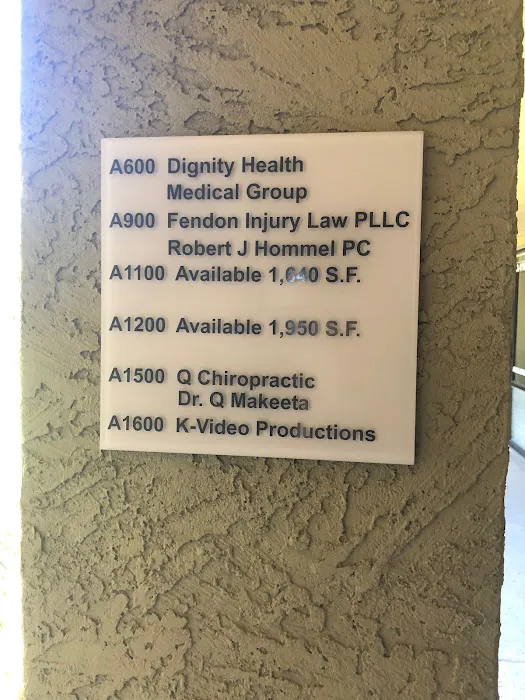 A600 Dignity Health
Medical Group
A900 Fendon Injury Law PLLC
Robert J Hommel PC
A1100 Available 1,640 S.F.
A1200 Available 1,950 S.F.
A1500 Q Chiropractic
Dr. Q Makeeta
A1600 K-Video Productions